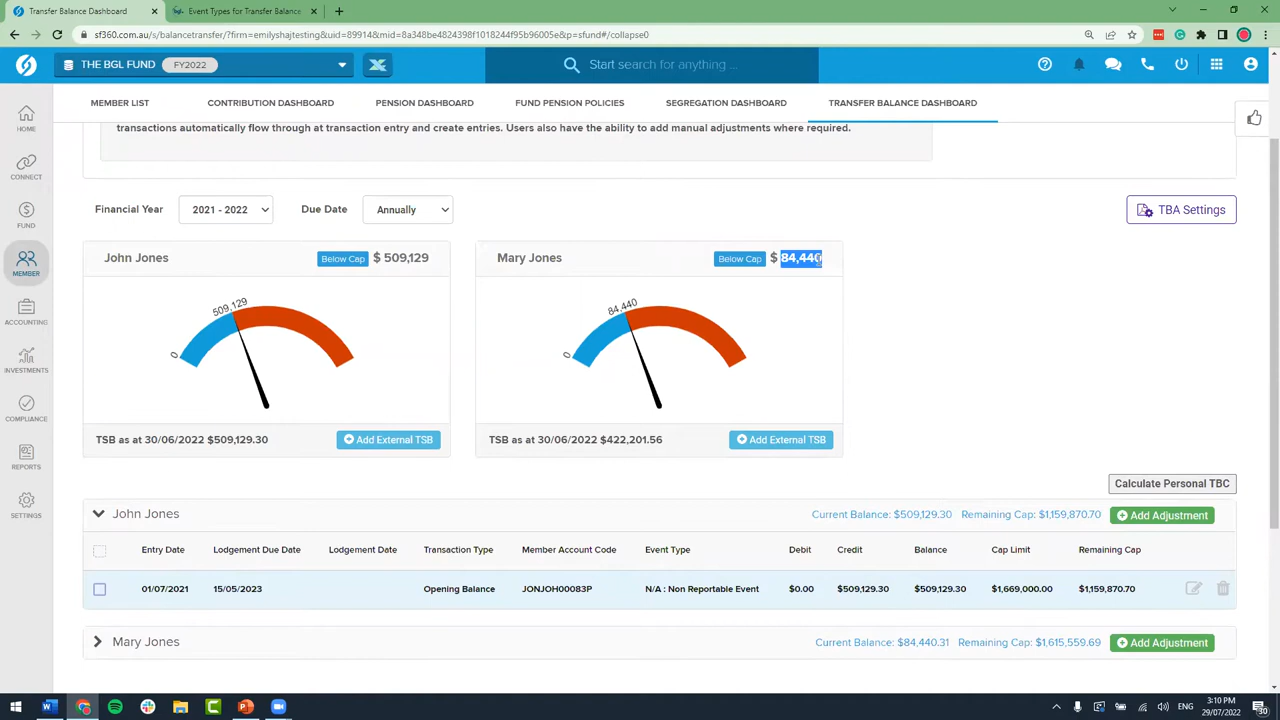 Transfer Balance Dashboard
Event Types for Transfer Balance
sf360.com.au/s/balancetransfer/?firm=emilyshajtesting&uid=89914&mid=8a348be4824398f1018244f95b96005e&p=sfund#/collapse0
THE BGL FUND FY2022
Start search for anything ...
MEMBER LIST CONTRIBUTION DASHBOARD PENSION DASHBOARD FUND PENSION POLICIES SEGREGATION DASHBOARD TRANSFER BALANCE DASHBOARD
transactions automatically flow through at transaction entry and create entries. Users also have the ability to add manual adjustments where required.
HOME
CONNECT
FUND
MEMBER
ACCOUNTING
INVESTMENTS
COMPLIANCE
REPORTS
SETTINGS
Financial Year 2021 - 2022 Due Date Annually TBA Settings
John Jones Below Cap $ 509,129
509,129
0
TSB as at 30/06/2022 $509,129.30 Add External TSB
Mary Jones Below Cap $ 84,440
84,440
0
TSB as at 30/06/2022 $422,201.56 Add External TSB
Calculate Personal TBC
John Jones Current Balance: $509,129.30 Remaining Cap: $1,159,870.70 Add Adjustment
Entry Date Lodgement Due Date Lodgement Date Transaction Type Member Account Code Event Type Debit Credit Balance Cap Limit Remaining Cap
01/07/2021 15/05/2023 Opening Balance JONJOH00083P N/A : Non Reportable Event $0.00 $509,129.30 $509,129.30 $1,669,000.00 $1,159,870.70
Mary Jones Current Balance: $84,440.31 Remaining Cap: $1,615,559.69 Add Adjustment
ENG
3:10 PM
29/07/2022
30